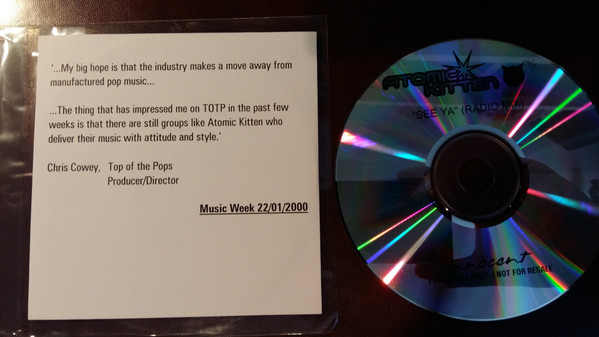 '...My big hope is that the industry makes a move away from
manufactured pop music...
...The thing that has impressed me on TOTP in the past few
weeks is that there are still groups like Atomic Kitten who
deliver their music with attitude and style.'
Chris Cowey, Top of the Pops
Producer/Director
Music Week 22/01/2000
ATOMIC
KITTEN
"SEE YA" (RADIO MIX)
innocent
NOT FOR RESALE